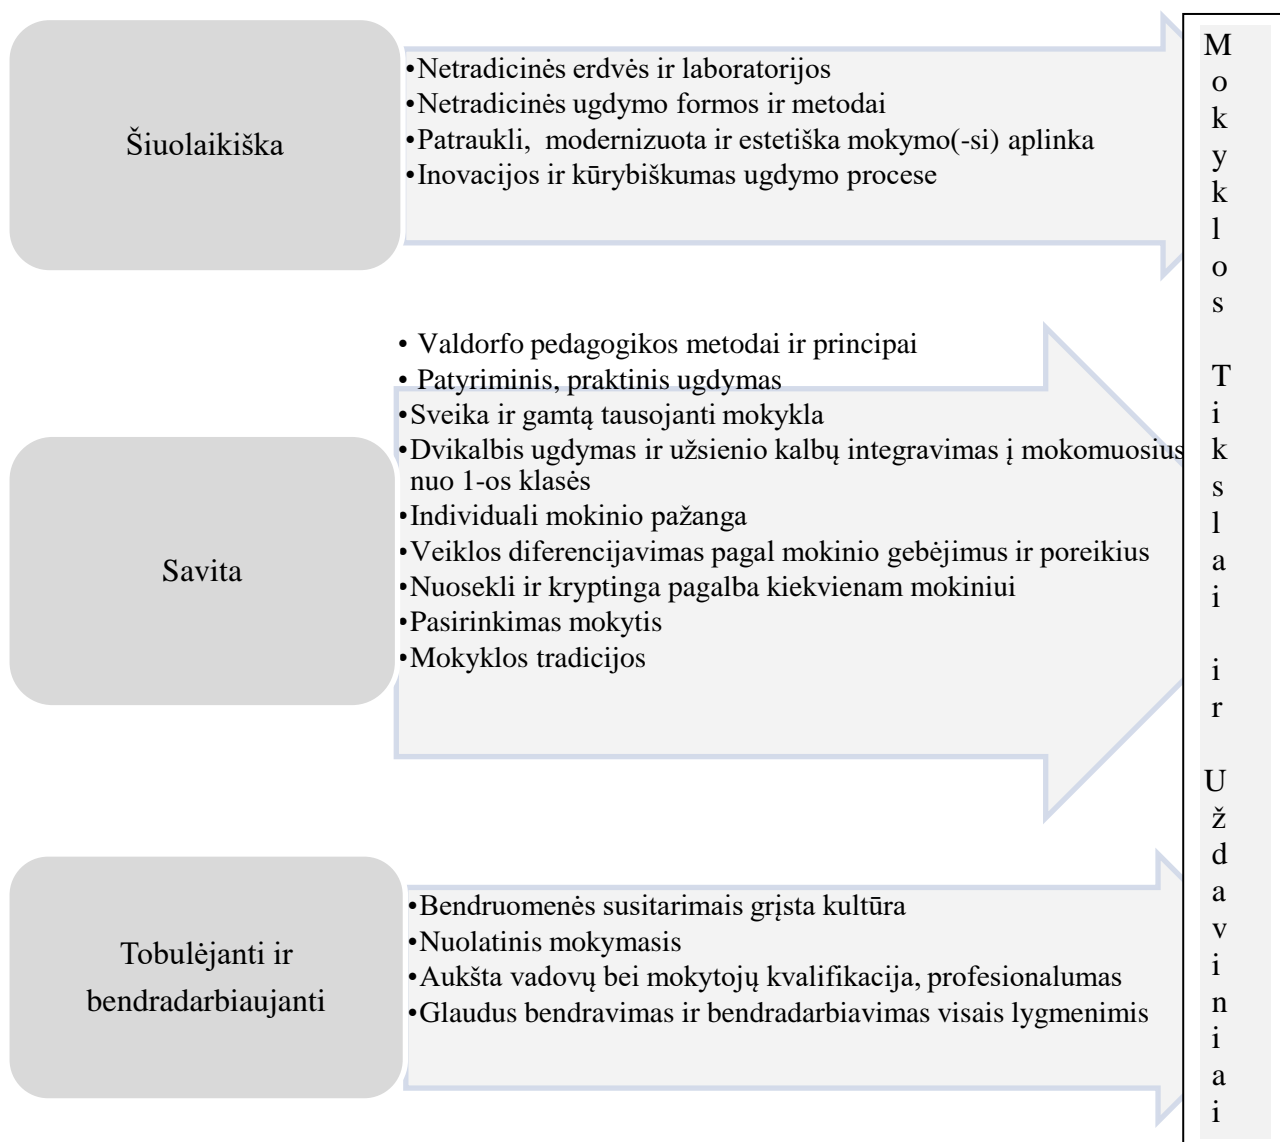 Šiuolaikiška
•Netradicinės erdvės ir laboratorijos
•Netradicinės ugdymo formos ir metodai
•Patraukli, modernizuota ir estetiška mokymo(-si) aplinka
•Inovacijos ir kūrybiškumas ugdymo procese
Savita
• Valdorfo pedagogikos metodai ir principai
• Patyriminis, praktinis ugdymas
•Sveika ir gamtą tausojanti mokykla
•Dvikalbis ugdymas ir užsienio kalbų integravimas į mokomuosius
nuo 1-os klasės
•Individuali mokinio pažanga
•Veiklos diferencijavimas pagal mokinio gebėjimus ir poreikius
•Nuosekli ir kryptinga pagalba kiekvienam mokiniui
•Pasirinkimas mokytis
•Mokyklos tradicijos
Tobulėjanti ir
bendradarbiaujanti
•Bendruomenės susitarimais grįsta kultūra
•Nuolatinis mokymasis
•Aukšta vadovų bei mokytojų kvalifikacija, profesionalumas
•Glaudus bendravimas ir bendradarbiavimas visais lygmenimis
Mokyklos Tikslai ir Uždaviniai